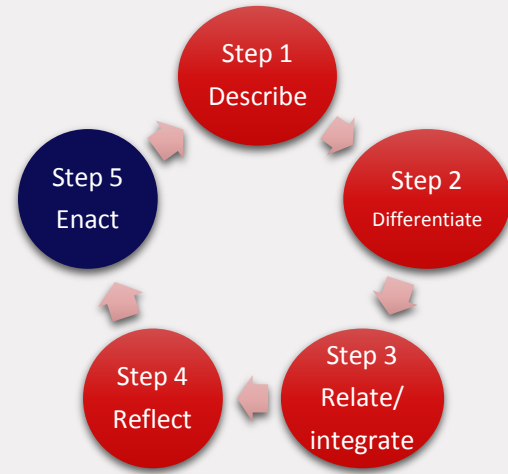 Step 1
Describe
Step 2
Differentiate
Step 3
Relate/
integrate
Step 4
Reflect
Step 5
Enact